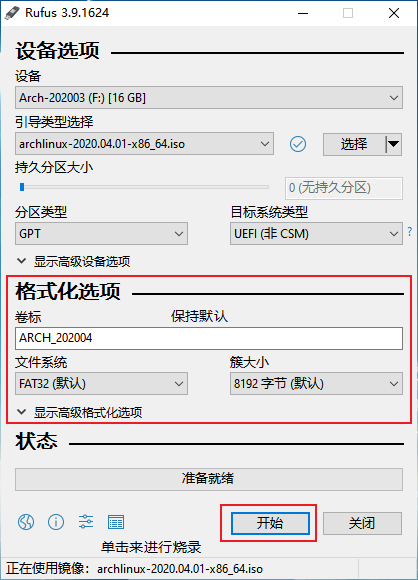 Rufus 3.9.1624
设备选项
设备
Arch-202003 (F:) [16 GB]
引导类型选择
archlinux-2020.04.01-x86_64.iso
选择
持久分区大小
0 (无持久分区)
分区类型
目标系统类型
GPT
UEFI (非 CSM)
?
显示高级设备选项
格式化选项
卷标
保持默认
ARCH_202004
文件系统
簇大小
FAT32 (默认)
8192 字节 (默认)
显示高级格式化选项
状态
准备就绪
开始
关闭
单击来进行烧录
正在使用镜像: archlinux-2020.04.01-x86_64.iso